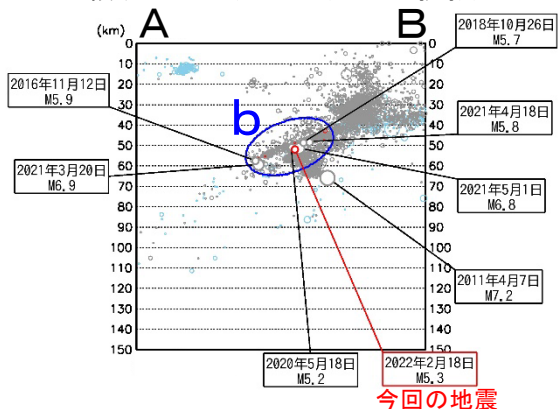 A
B
(km)
2018年10月26日
M5.7
0
10
20
30
40
50
60
70
80
90
100
110
120
130
140
150
0
10
20
30
40
50
60
70
80
90
100
110
120
130
140
150
2016年11月12日
M5.9
b
2021年4月18日
M5.8
2021年3月20日
M6.9
2021年5月1日
M6.8
2011年4月7日
M7.2
2020年5月18日
M5.2
2022年2月18日
M5.3
今回の地震